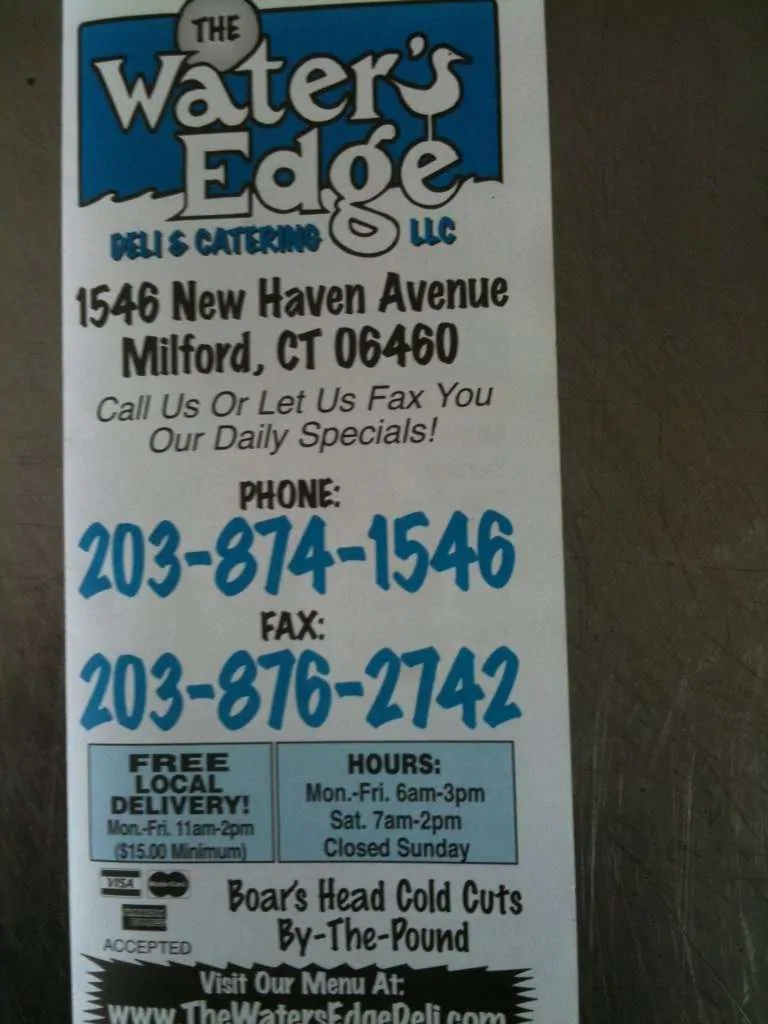 THE
Water's
Edge
DELI & CATERING LLC
1546 New Haven Avenue
Milford, CT 06460
Call Us Or Let Us Fax You
Our Daily Specials!
PHONE:
203-874-1546
FAX:
203-876-2742
FREE
LOCAL
DELIVERY!
Mon.-Fri. 11am-2pm
($15.00 Minimum)
HOURS:
Mon.-Fri. 6am-3pm
Sat. 7am-2pm
Closed Sunday
VISA
ACCEPTED
Boar's Head Cold Cuts
By-The-Pound
Visit Our Menu At:
www.TheWatersEdgeDeli.com